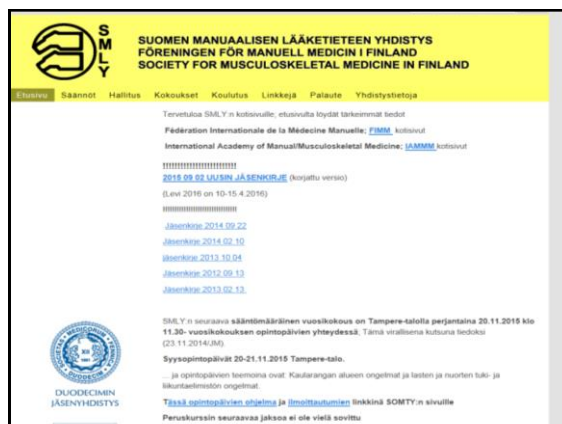 SMLY
SUOMEN MANUAALISEN LÄÄKETIETEEN YHDISTYS
FÖRENINGEN FÖR MANUELL MEDICIN I FINLAND
SOCIETY FOR MUSCULOSKELETAL MEDICINE IN FINLAND
Etusivu Säännöt Hallitus Kokoukset Koulutus Linkkejä Palaute Yhdistystietoja
Tervetuloa SMLY:n kotisivuille; etusivulta löydät tärkeimmät tiedot
Fédération Internationale de la Médecine Manuelle; FIMM kotisivut
International Academy of Manual/Musculoskeletal Medicine; IAMMM kotisivut
!!!!!!!!!!!!!!!!!!!!!!!!!!
2015 09 02 UUSIN JÄSENKIRJE (korjattu versio)
(Levi 2016 on 10-15.4.2016)
!!!!!!!!!!!!!!!!!!!!!!!!!!!!!!
Jäsenkirje 2014 09 22
Jäsenkirje 2014 02 10
jäsenkirje 2013 10 04
Jäsenkirje 2012 09 13
Jäsenkirje 2013 02 13
SMLY:n seuraava sääntömääräinen vuosikokous on Tampere-talolla perjantaina 20.11.2015 klo
11.30- vuosikokouksen opintopäivien yhteydessä; Tämä virallisena kutsuna tiedoksi
(23.11.2014/JM).
Syysopintopäivät 20-21.11.2015 Tampere-talo.
... ja opintopäivien teemoina ovat: Kaularangan alueen ongelmat ja lasten ja nuorten tuki- ja
liikuntaelimistön ongelmat.
Tässä opintopäivien ohjelma ja ilmoittautumien linkkinä SOMTY:n sivuille
Peruskurssin seuraavaa jaksoa ei ole vielä sovittu
DUODECIMIN
JÄSENYHDISTYS